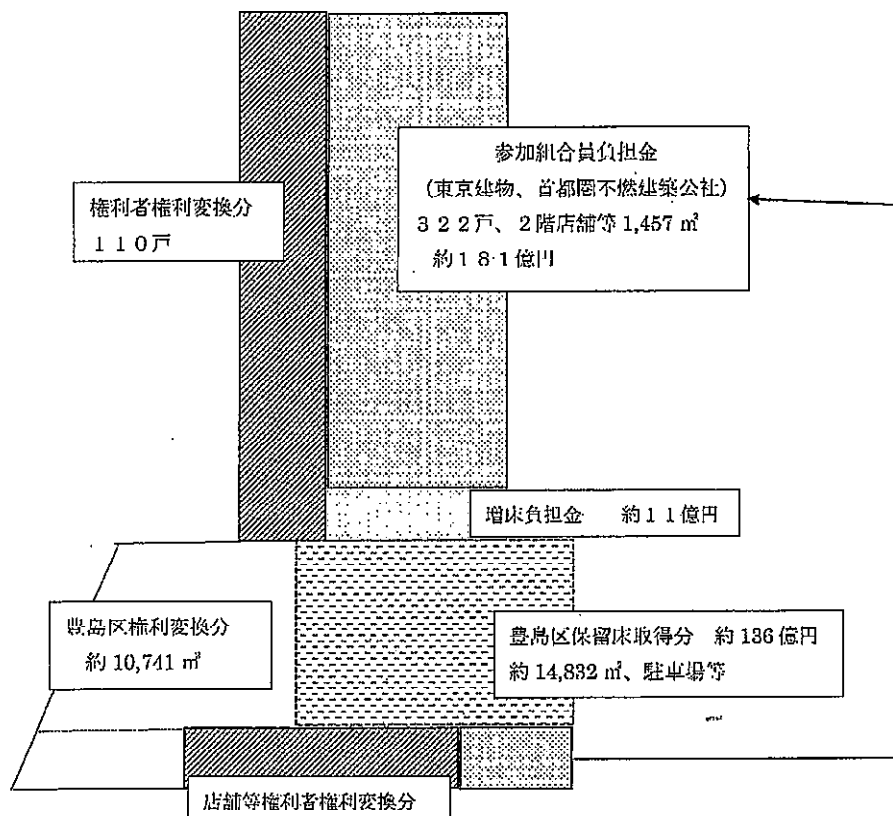 参加組合員負担金
(東京建物、首都圏不燃建築公社)
322戸、2階店舗等 1,457 ㎡
約181億円
権利者権利変換分
110戸
増床負担金 約11億円
豊島区権利変換分
約 10,741 ㎡
豊島区保留床取得分 約 136 億円
約 14,832 ㎡、駐車場等
店舗等権利者権利変換分